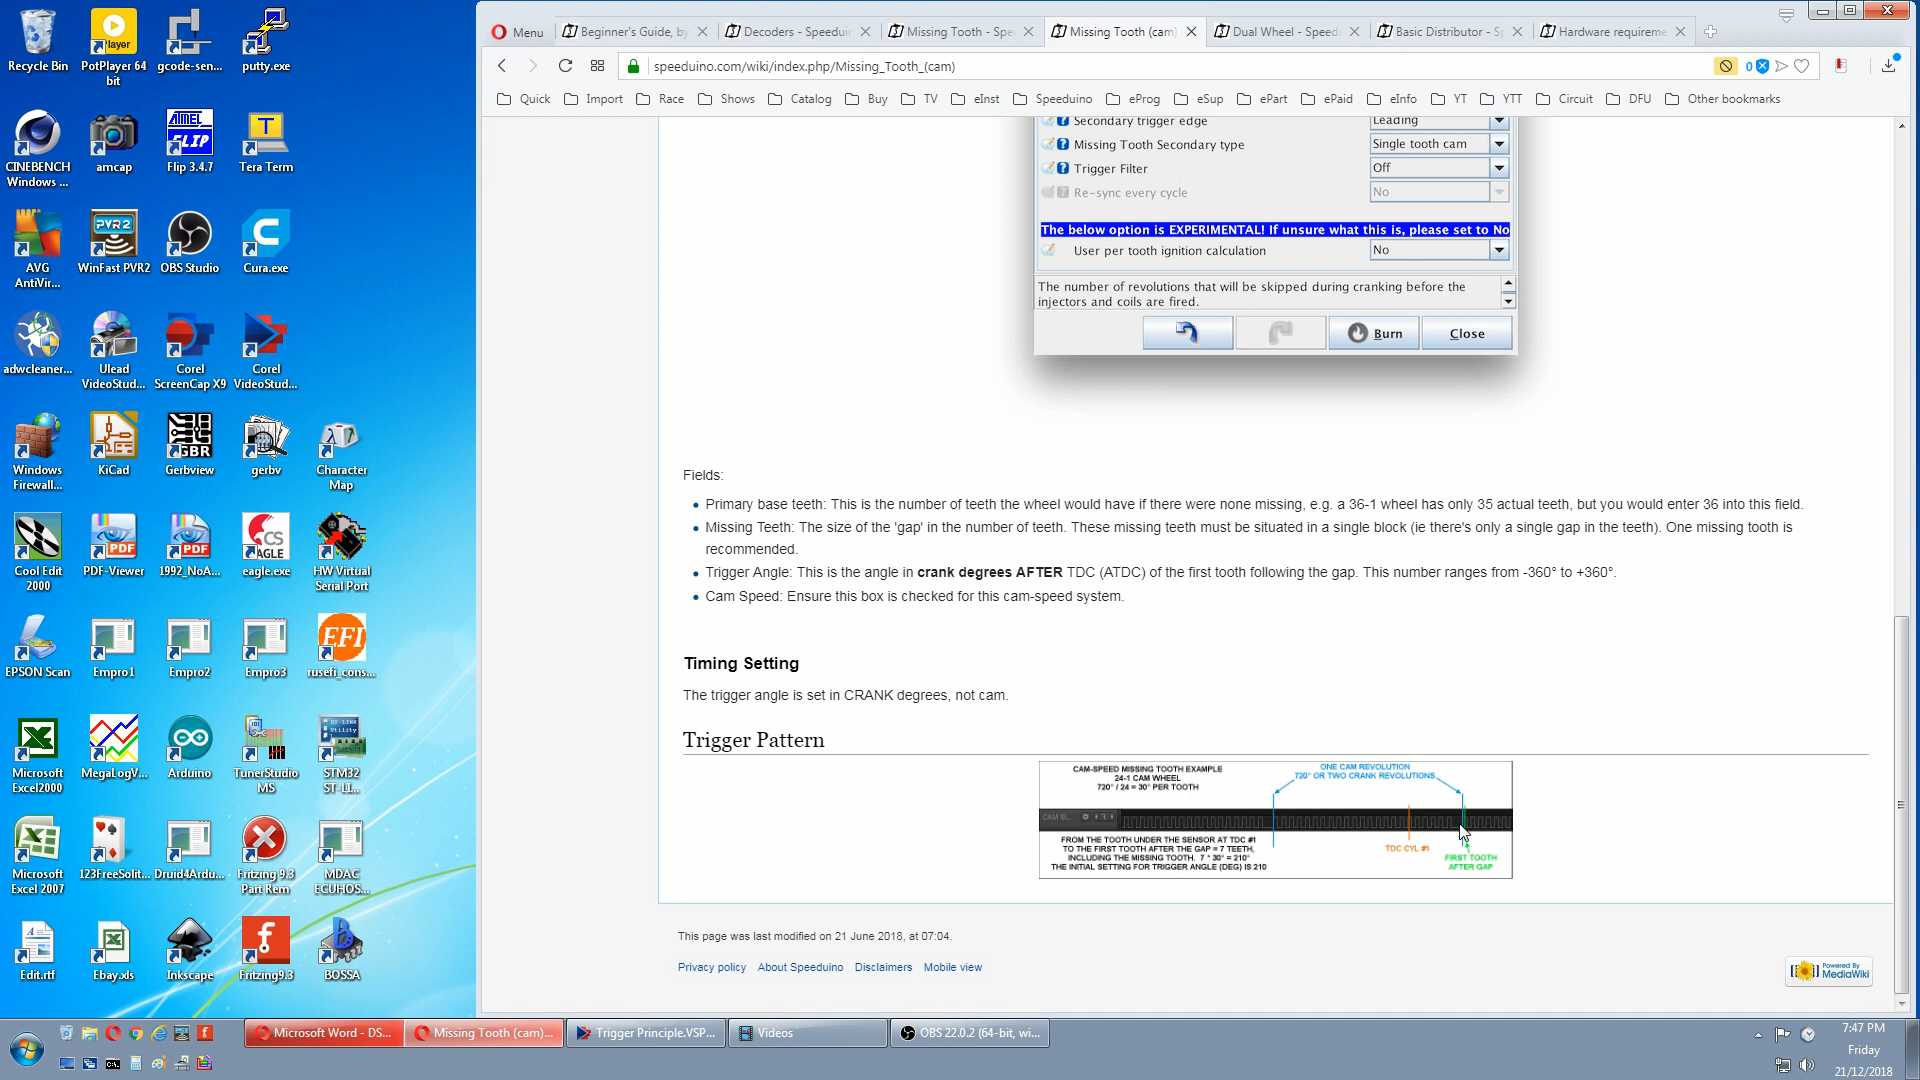 Recycle Bin
PotPlayer 64 bit
gcode-sen...
putty.exe
CINEBENCH Windows ...
amcap
Flip 3.4.7
Tera Term
AVG AntiVir...
WinFast PVR2
OBS Studio
Cura.exe
adwcleaner...
Ulead VideoStud...
Corel ScreenCap X9
Corel VideoStud...
Windows Firewall...
KiCad
Gerbview
gerbv
Character Map
Cool Edit 2000
PDF-Viewer
1992_NoA...
eagle.exe
HW Virtual Serial Port
EPSON Scan
Empro1
Empro2
Empro3
rusefi_cons...
Microsoft Excel2000
MegaLogV...
Arduino
TunerStudio MS
STM32 ST-LI...
Microsoft Excel 2007
123FreeSolit...
Druid4Ardu...
Fritzing 9.3 Part Rem
MDAC ECUHOS...
Edit.rtf
Ebay.xls
Inkscape
Fritzing9.3
BOSSA
Menu
Beginner's Guide, by
Decoders - Speeduin
Missing Tooth - Spee
Missing Tooth (cam)
Dual Wheel - Speedu
Basic Distributor - Sp
Hardware requireme
speeduino.com/wiki/index.php/Missing_Tooth_(cam)
0
Quick Import Race Shows Catalog Buy TV eInst Speeduino eProg eSup ePart ePaid eInfo YT YTT Circuit DFU Other bookmarks
Secondary trigger edge Leading
Missing Tooth Secondary type Single tooth cam
Trigger Filter Off
Re-sync every cycle No
The below option is EXPERIMENTAL! If unsure what this is, please set to No
User per tooth ignition calculation No
The number of revolutions that will be skipped during cranking before the
injectors and coils are fired.
Burn Close
Fields:
Primary base teeth: This is the number of teeth the wheel would have if there were none missing, e.g. a 36-1 wheel has only 35 actual teeth, but you would enter 36 into this field.
Missing Teeth: The size of the 'gap' in the number of teeth. These missing teeth must be situated in a single block (ie there's only a single gap in the teeth). One missing tooth is
recommended.
Trigger Angle: This is the angle in crank degrees AFTER TDC (ATDC) of the first tooth following the gap. This number ranges from -360° to +360°.
Cam Speed: Ensure this box is checked for this cam-speed system.
Timing Setting
The trigger angle is set in CRANK degrees, not cam.
Trigger Pattern
CAM-SPEED MISSING TOOTH EXAMPLE
24-1 CAM WHEEL
720° / 24 = 30° PER TOOTH
ONE CAM REVOLUTION
720° OR TWO CRANK REVOLUTIONS
FROM THE TOOTH UNDER THE SENSOR AT TDC #1
TO THE FIRST TOOTH AFTER THE GAP = 7 TEETH,
INCLUDING THE MISSING TOOTH. 7 * 30° = 210°
THE INITIAL SETTING FOR TRIGGER ANGLE (DEG) IS 210
TDC CYL #1
FIRST TOOTH
AFTER GAP
This page was last modified on 21 June 2018, at 07:04.
Privacy policy About Speeduino Disclaimers Mobile view
Powered By
MediaWiki
Microsoft Word - DS...
Missing Tooth (cam)...
Trigger Principle.VSP...
Videos
OBS 22.0.2 (64-bit, wi...
7:47 PM
Friday
21/12/2018